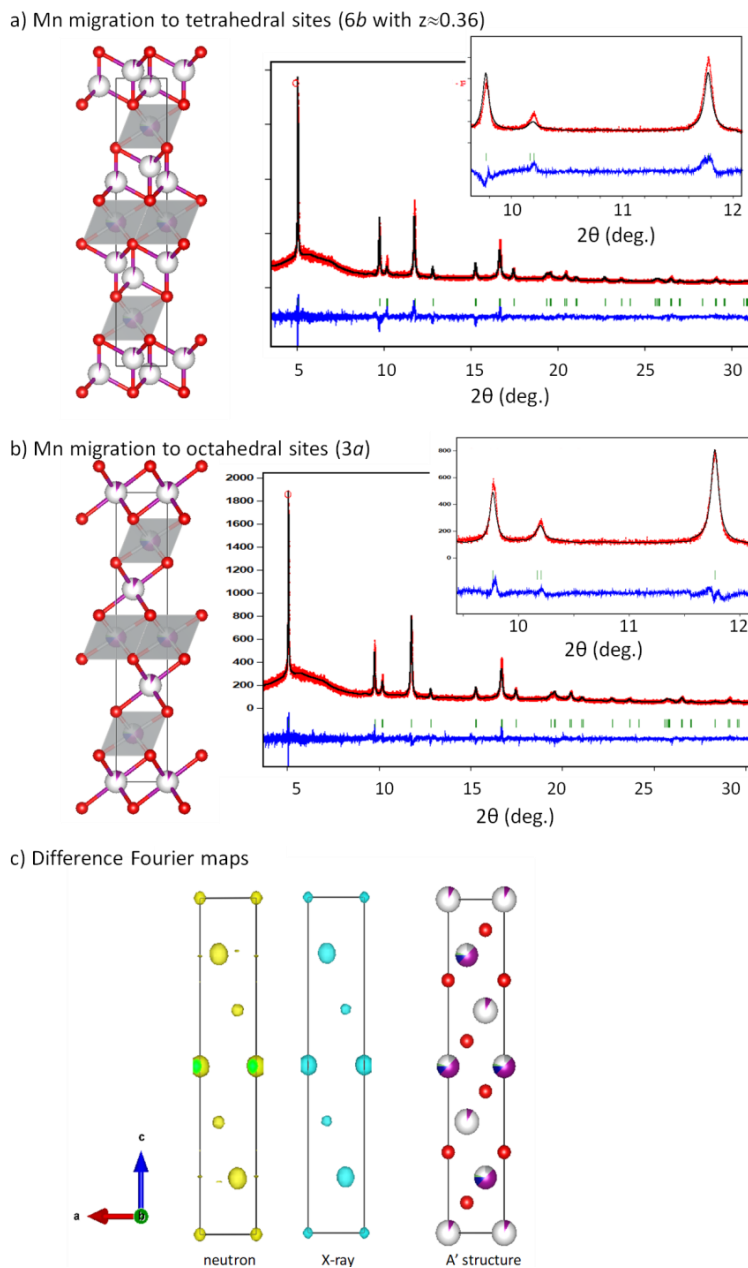 a) Mn migration to tetrahedral sites (6b with z≈0.36)
10
11
12
2θ (deg.)
5
10
15
20
25
30
2θ (deg.)
b) Mn migration to octahedral sites (3a)
800
600
400
200
0
10
11
12
2θ (deg.)
2000
1800
1600
1400
1200
1000
800
600
400
200
0
5
10
15
20
25
30
2θ (deg.)
c) Difference Fourier maps
c
a
b
neutron
X-ray
A′ structure